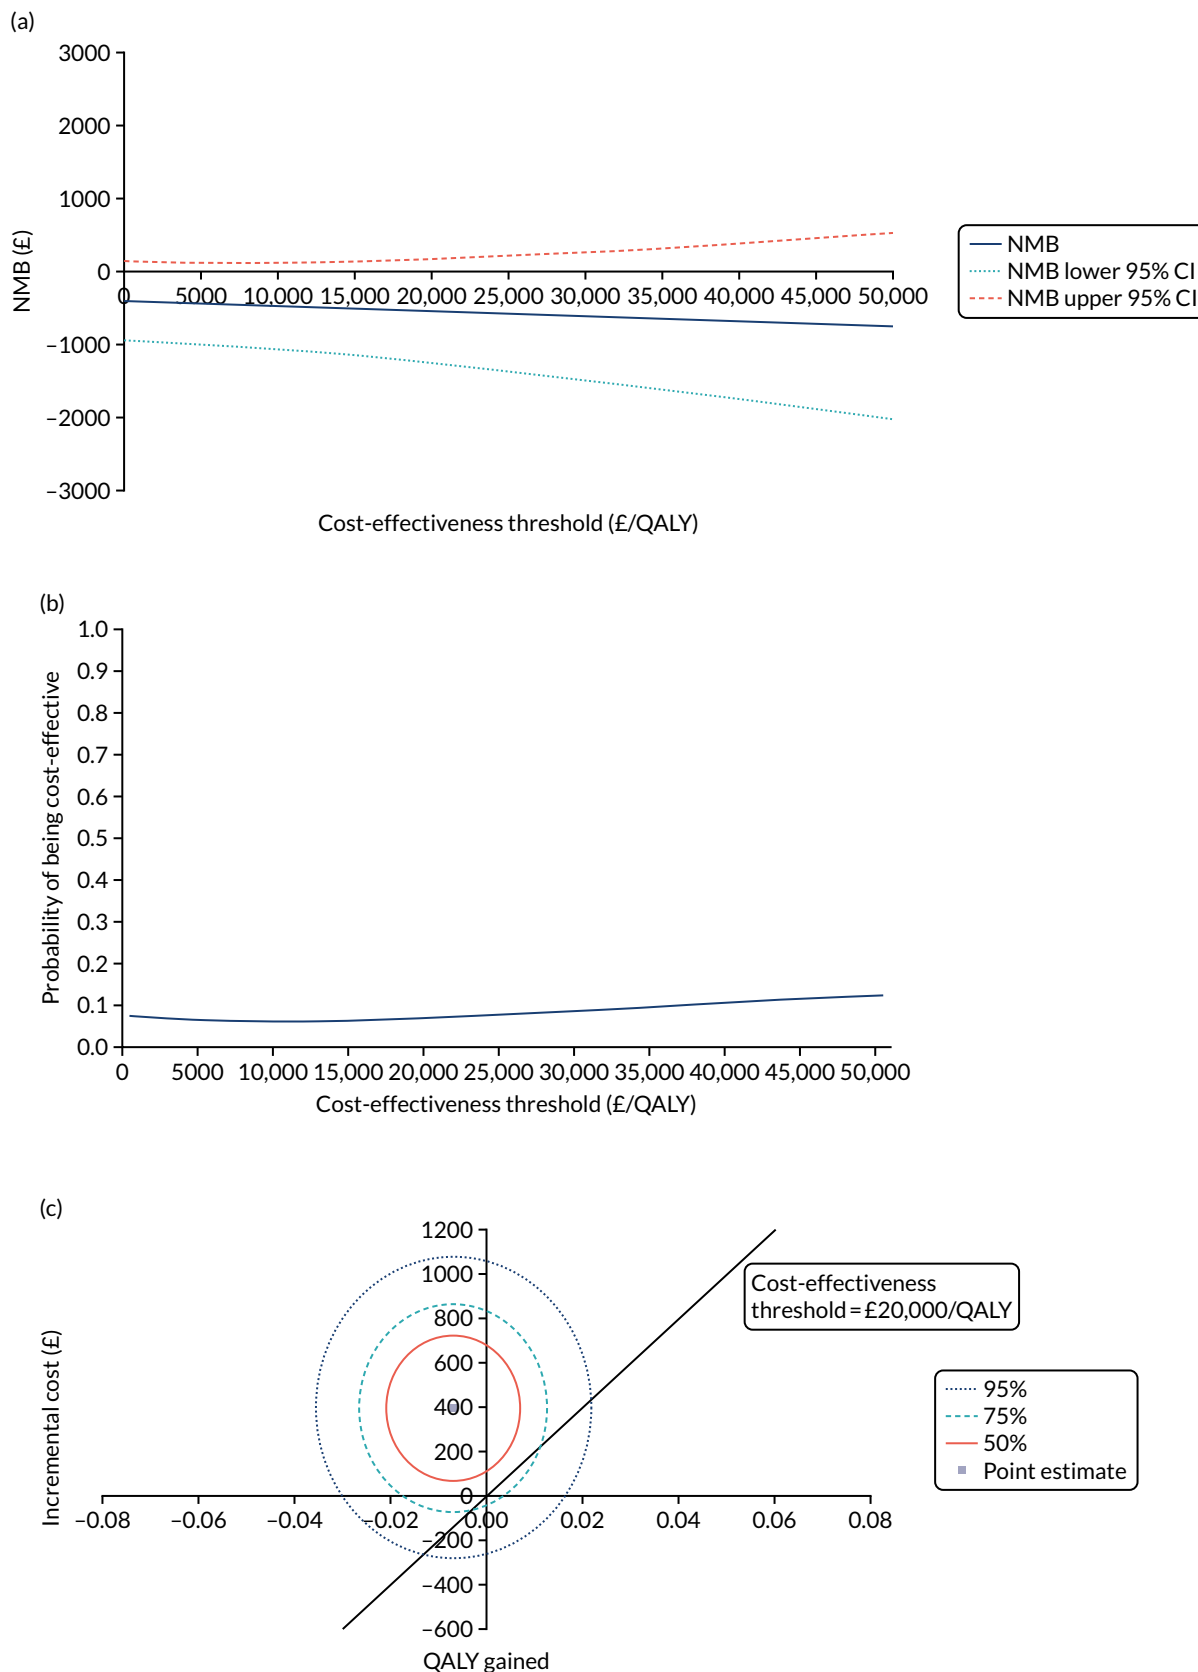 (a)
3000
2000
1000
0
−1000
−2000
−3000
NMB (£)
0 5000 10,000 15,000 20,000 25,000 30,000 35,000 40,000 45,000 50,000
Cost-effectiveness threshold (£/QALY)
NMB
NMB lower 95% CI
NMB upper 95% CI
(b)
1.0
0.9
0.8
0.7
0.6
0.5
0.4
0.3
0.2
0.1
0.0
Probability of being cost-effective
0 5000 10,000 15,000 20,000 25,000 30,000 35,000 40,000 45,000 50,000
Cost-effectiveness threshold (£/QALY)
(c)
1200
1000
800
600
400
200
0
−200
−400
−600
Incremental cost (£)
−0.08 −0.06 −0.04 −0.02 0.00 0.02 0.04 0.06 0.08
QALY gained
Cost-effectiveness
threshold = £20,000/QALY
95%
75%
50%
Point estimate